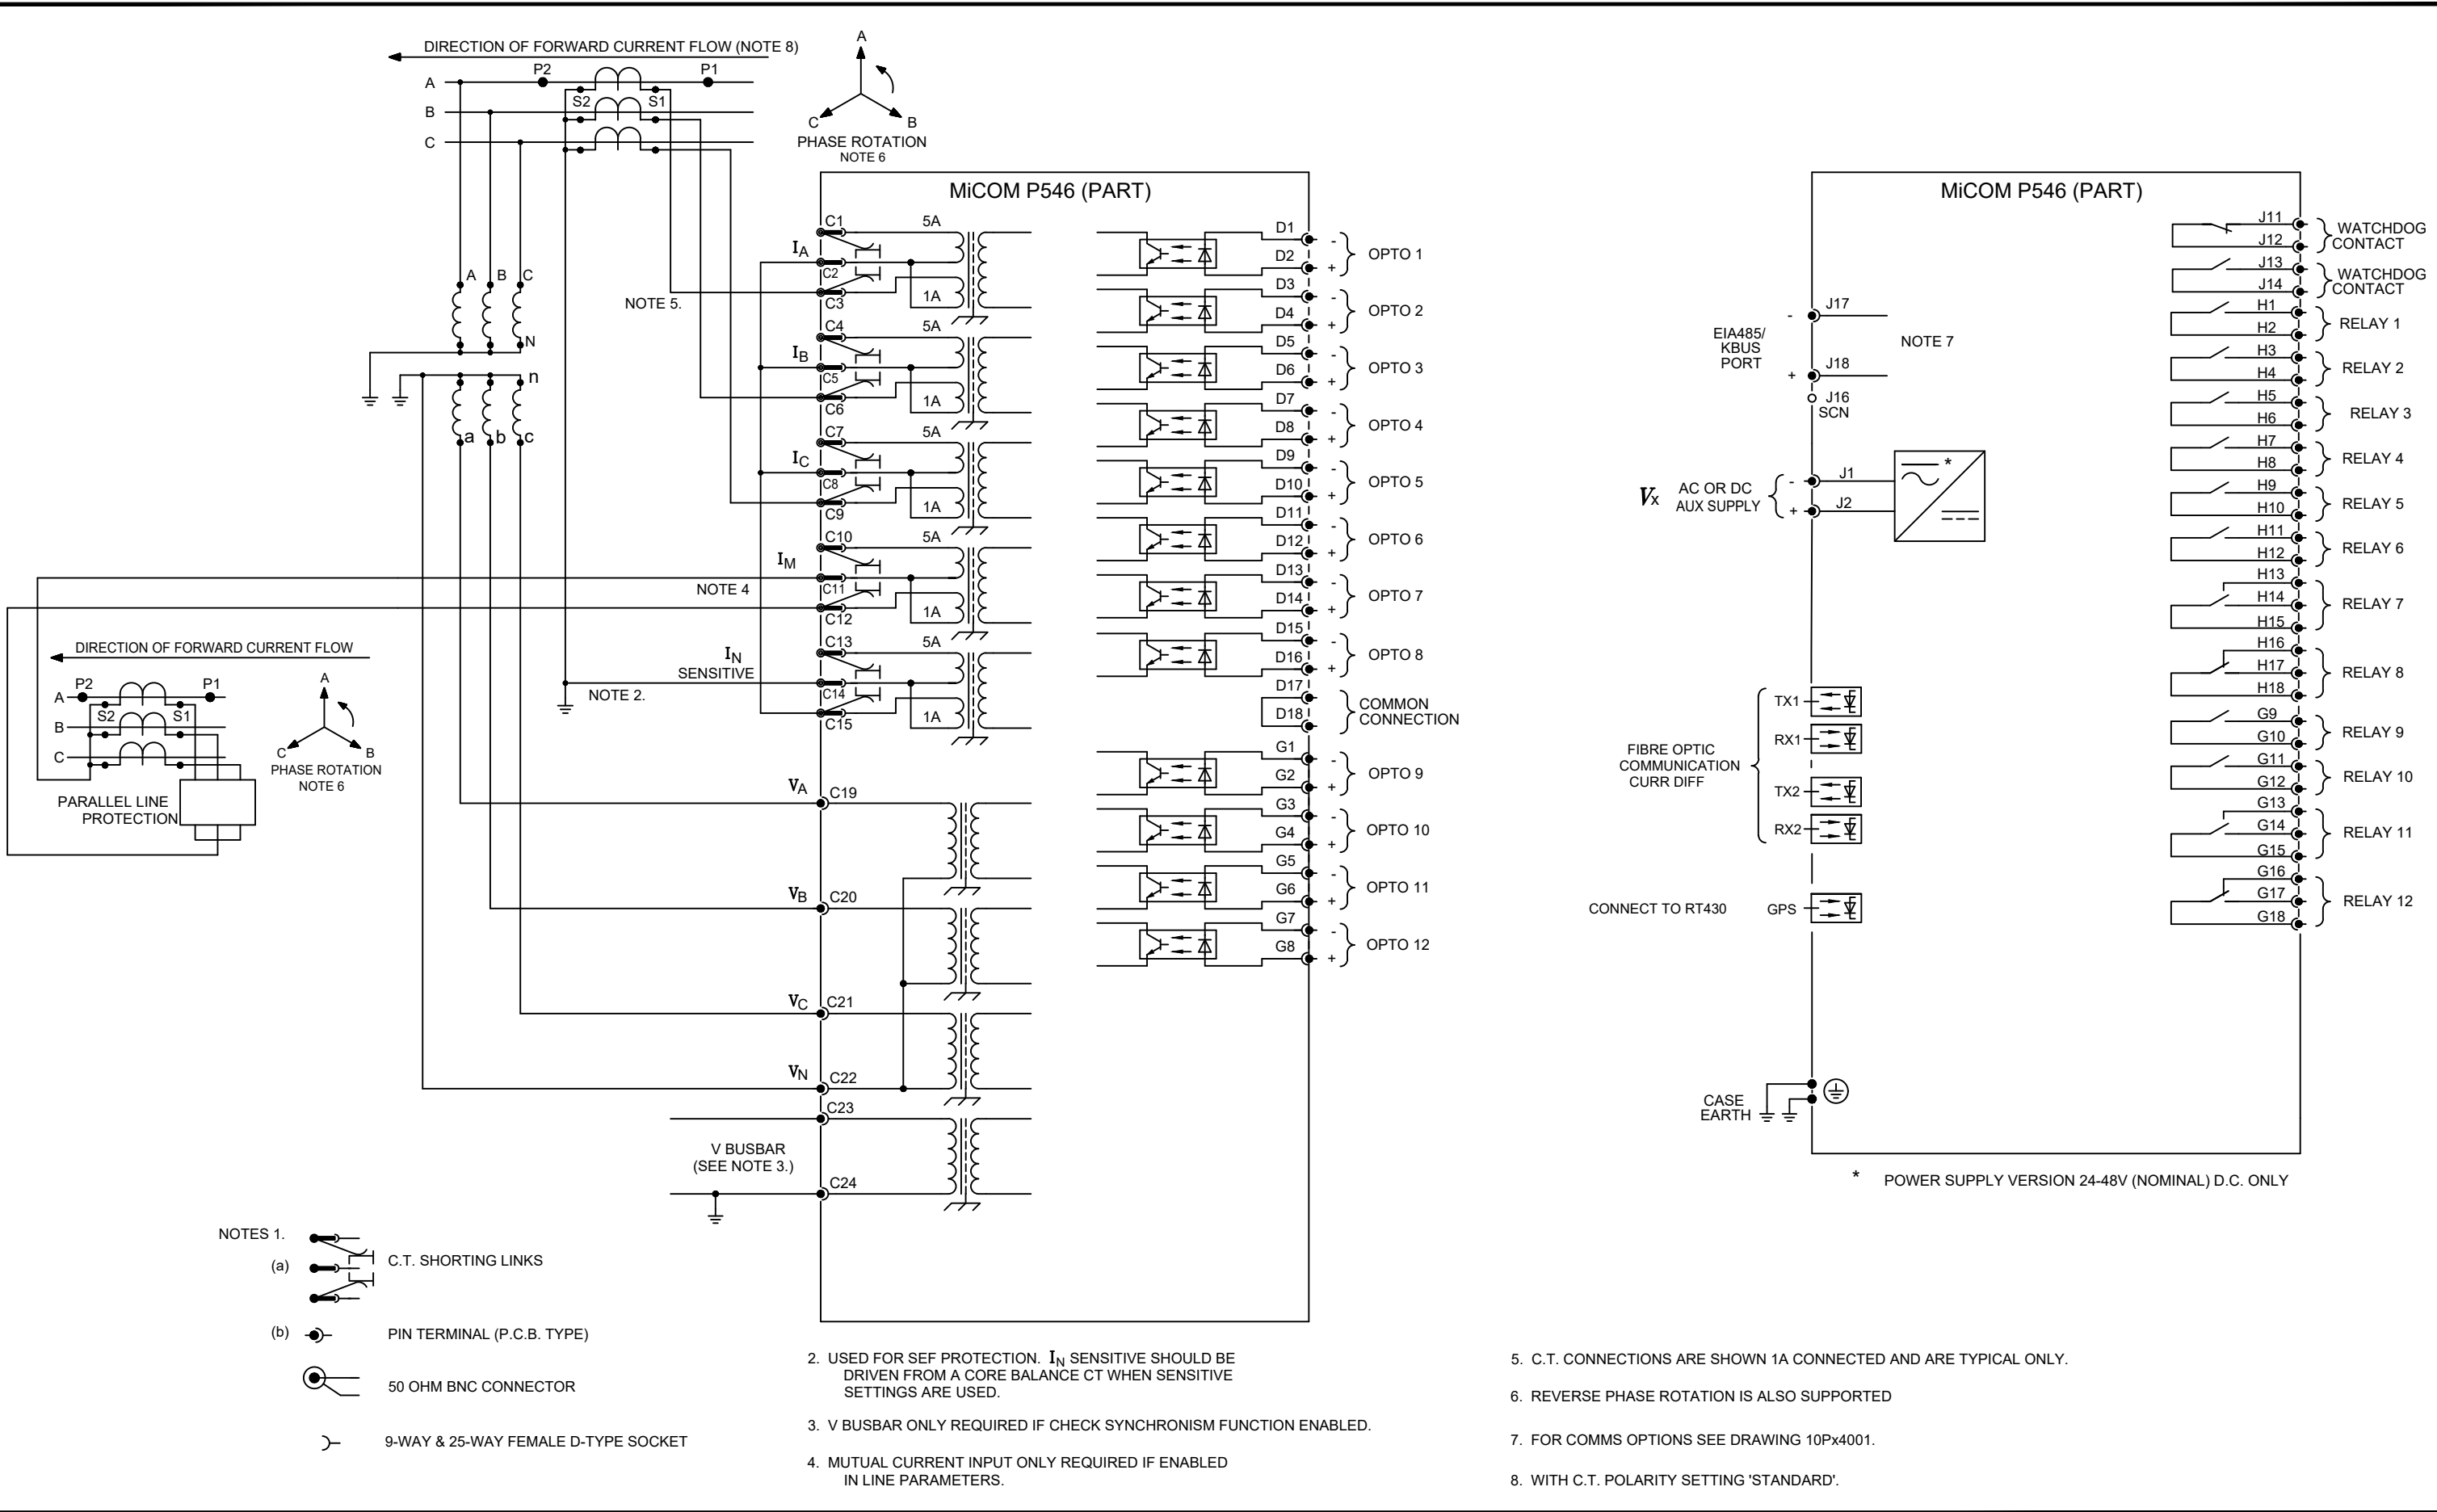 DIRECTION OF FORWARD CURRENT FLOW (NOTE 8)
A
P2
P1
S2
S1
B
C
A
C
B
PHASE ROTATION
NOTE 6
A
B
C
N
n
a
b
c
NOTE 5.
NOTE 4
NOTE 2.
DIRECTION OF FORWARD CURRENT FLOW
A
P2
P1
S2
S1
B
C
A
C
B
PHASE ROTATION
NOTE 6
PARALLEL LINE
PROTECTION
MiCOM P546 (PART)
C1
5A
IA
C2
C3
1A
C4
5A
IB
C5
C6
1A
C7
5A
IC
C8
C9
1A
C10
5A
IM
C11
C12
1A
C13
5A
IN
SENSITIVE
C14
C15
1A
VA
C19
VB
C20
VC
C21
VN
C22
C23
V BUSBAR
(SEE NOTE 3.)
C24
D1
-
D2
+
OPTO 1
D3
-
D4
+
OPTO 2
D5
-
D6
+
OPTO 3
D7
-
D8
+
OPTO 4
D9
-
D10
+
OPTO 5
D11
-
D12
+
OPTO 6
D13
-
D14
+
OPTO 7
D15
-
D16
+
OPTO 8
D17
D18
COMMON
CONNECTION
G1
-
G2
+
OPTO 9
G3
-
G4
+
OPTO 10
G5
-
G6
+
OPTO 11
G7
-
G8
+
OPTO 12
MiCOM P546 (PART)
- J17
EIA485/
KBUS
PORT
NOTE 7
+ J18
J16
SCN
Vx
AC OR DC
AUX SUPPLY
- J1
+ J2
*
FIBRE OPTIC
COMMUNICATION
CURR DIFF
TX1
RX1
TX2
RX2
CONNECT TO RT430
GPS
CASE
EARTH
J11
J12
WATCHDOG
CONTACT
J13
J14
WATCHDOG
CONTACT
H1
H2
RELAY 1
H3
H4
RELAY 2
H5
H6
RELAY 3
H7
H8
RELAY 4
H9
H10
RELAY 5
H11
H12
RELAY 6
H13
H14
H15
RELAY 7
H16
H17
H18
RELAY 8
G9
G10
RELAY 9
G11
G12
RELAY 10
G13
G14
G15
RELAY 11
G16
G17
G18
RELAY 12
* POWER SUPPLY VERSION 24-48V (NOMINAL) D.C. ONLY
NOTES 1.
(a)
C.T. SHORTING LINKS
(b)
PIN TERMINAL (P.C.B. TYPE)
50 OHM BNC CONNECTOR
9-WAY & 25-WAY FEMALE D-TYPE SOCKET
2. USED FOR SEF PROTECTION. IN SENSITIVE SHOULD BE
DRIVEN FROM A CORE BALANCE CT WHEN SENSITIVE
SETTINGS ARE USED.
3. V BUSBAR ONLY REQUIRED IF CHECK SYNCHRONISM FUNCTION ENABLED.
4. MUTUAL CURRENT INPUT ONLY REQUIRED IF ENABLED
IN LINE PARAMETERS.
5. C.T. CONNECTIONS ARE SHOWN 1A CONNECTED AND ARE TYPICAL ONLY.
6. REVERSE PHASE ROTATION IS ALSO SUPPORTED
7. FOR COMMS OPTIONS SEE DRAWING 10Px4001.
8. WITH C.T. POLARITY SETTING 'STANDARD'.